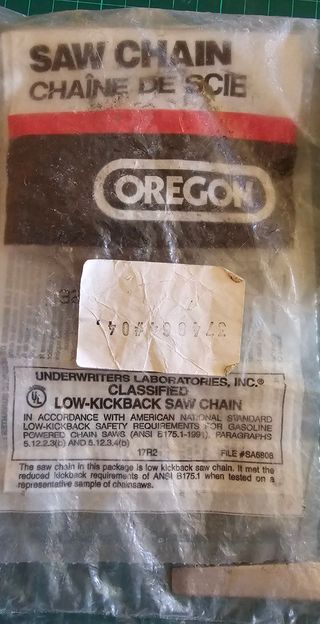 SAW CHAIN
CHAÎNE DE SCIE
OREGON
UNDERWRITERS LABORATORIES, INC.®
CLASSIFIED
UL
LOW-KICKBACK SAW CHAIN
IN ACCORDANCE WITH AMERICAN NATIONAL STANDARD
LOW-KICKBACK SAFETY REQUIREMENTS FOR GASOLINE
POWERED CHAIN SAWS (ANSI B175.1-1991), PARAGRAPHS
5.12.2.3(b) AND 5.12.3.4(b)
17R2 FILE #SA6808
The saw chain in this package is low kickback saw chain. It met the
reduced kickback requirements of ANSI B175.1 when tested on a
representative sample of chainsaws.